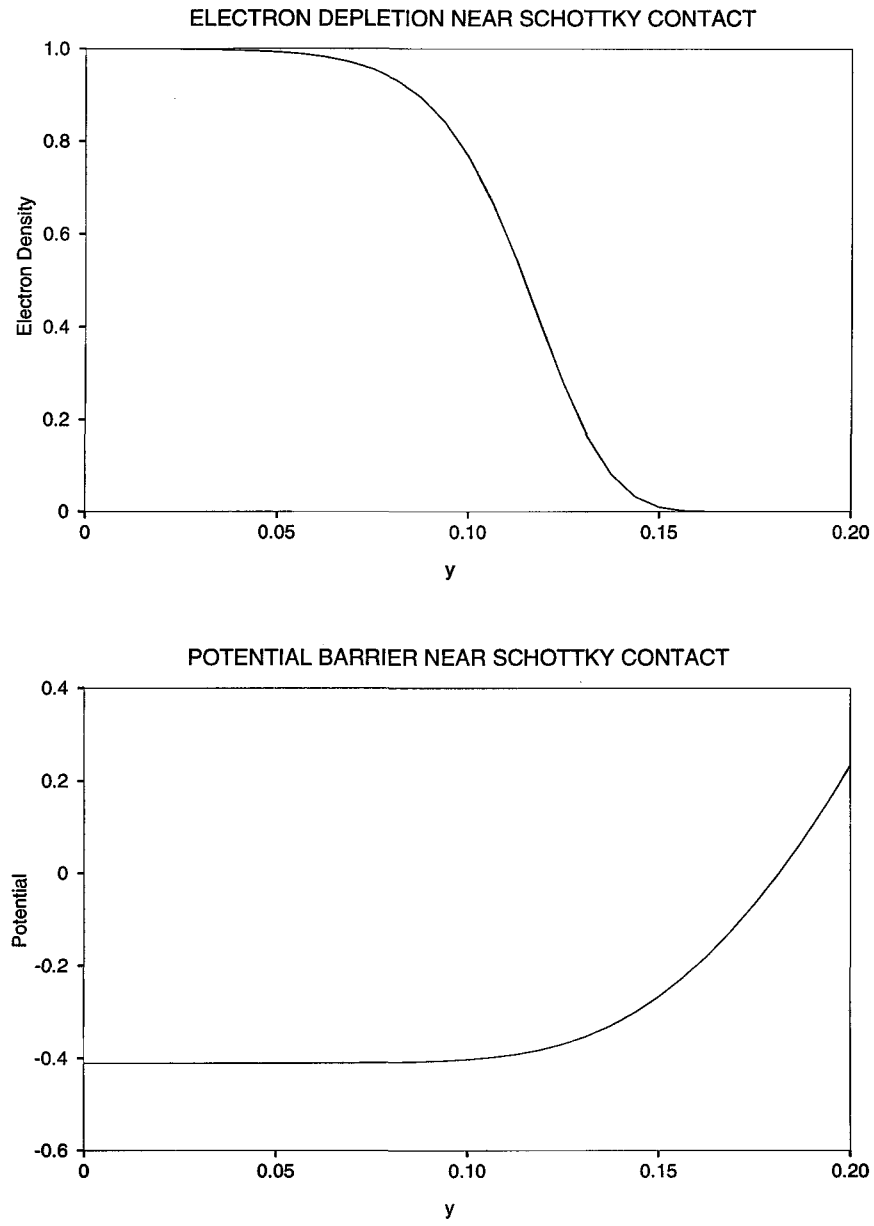 ELECTRON DEPLETION NEAR SCHOTTKY CONTACT
1.0
0.8
0.6
0.4
0.2
0
Electron Density
0 0.05 0.10 0.15 0.20
y
POTENTIAL BARRIER NEAR SCHOTTKY CONTACT
0.4
0.2
0
-0.2
-0.4
-0.6
Potential
0 0.05 0.10 0.15 0.20
y